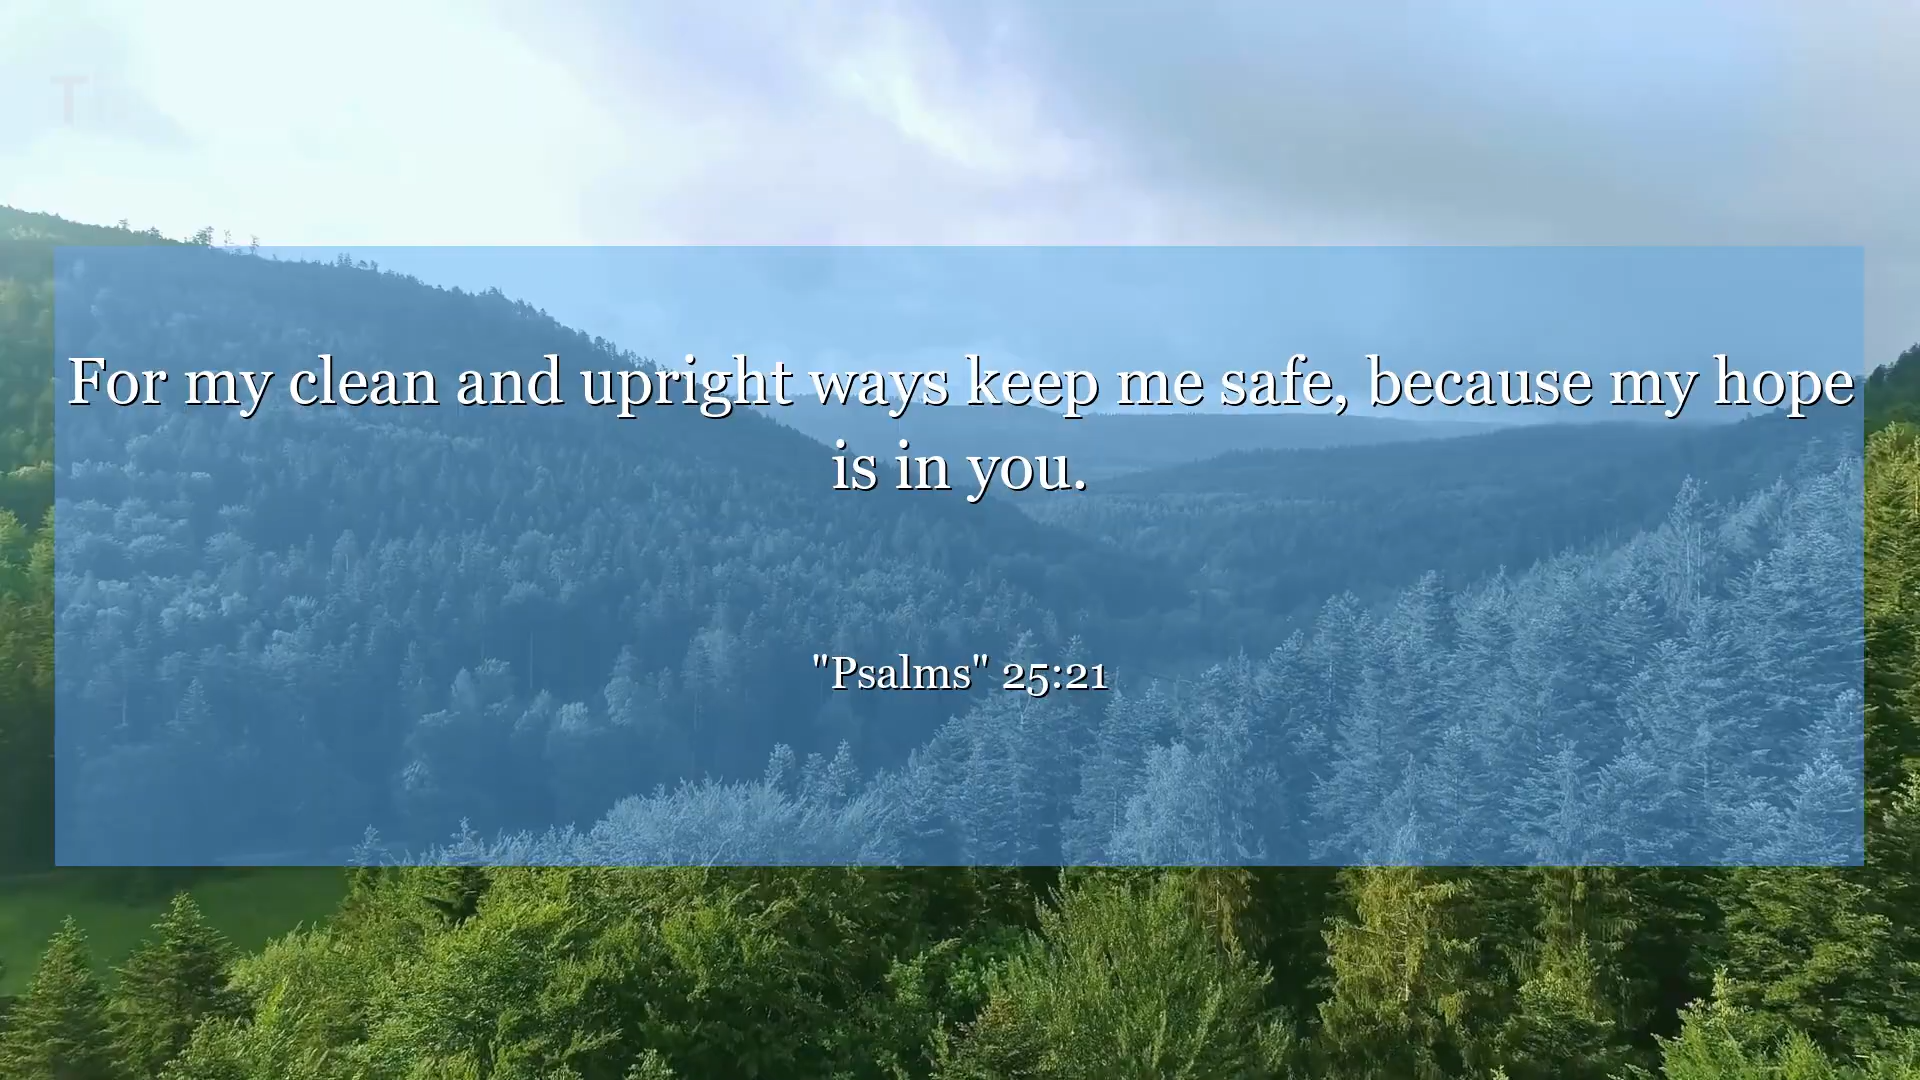 For my clean and upright ways keep me safe, because my hope
is in you.
"Psalms" 25:21